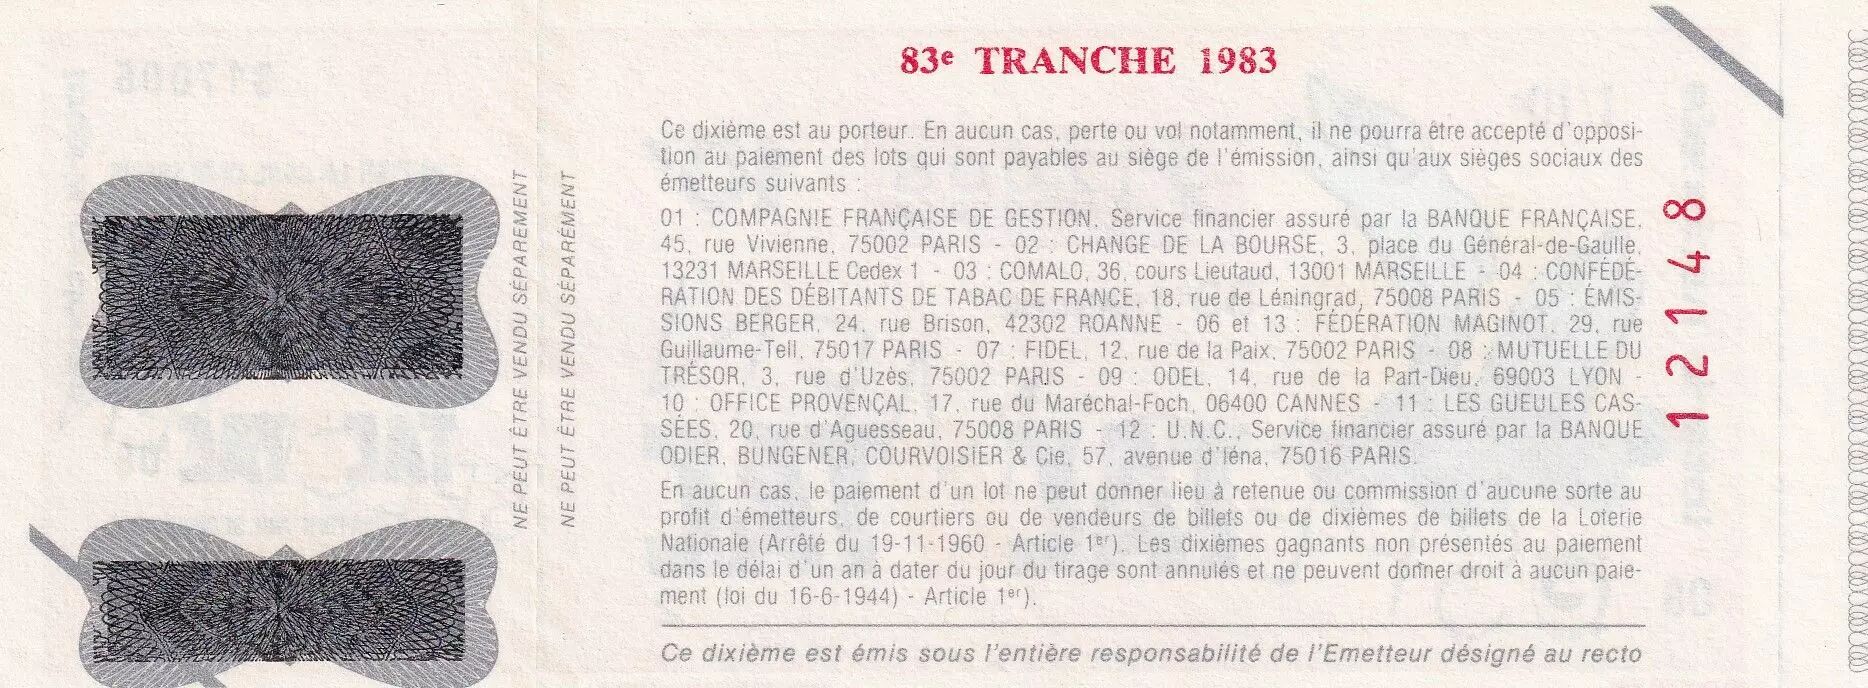 83e TRANCHE 1983
Ce dixième est au porteur. En aucun cas, perte ou vol notamment, il ne pourra être accepté d'opposi-
tion au paiement des lots qui sont payables au siège de l'émission, ainsi qu'aux sièges sociaux des
émetteurs suivants :
01 : COMPAGNIE FRANÇAISE DE GESTION, Service financier assuré par la BANQUE FRANÇAISE,
45, rue Vivienne, 75002 PARIS - 02 : CHANGE DE LA BOURSE, 3, place du Général-de-Gaulle,
13231 MARSEILLE Cedex 1 - 03 : COMALO, 36, cours Lieutaud, 13001 MARSEILLE - 04 : CONFÉDÉ-
RATION DES DÉBITANTS DE TABAC DE FRANCE, 18, rue de Léningrad, 75008 PARIS - 05 : ÉMIS-
SIONS BERGER, 24, rue Brison, 42302 ROANNE - 06 et 13 : FÉDÉRATION MAGINOT, 29, rue
Guillaume-Tell, 75017 PARIS - 07 : FIDEL, 12, rue de la Paix, 75002 PARIS - 08 : MUTUELLE DU
TRÉSOR, 3, rue d'Uzès, 75002 PARIS - 09 : ODEL, 14, rue de la Part-Dieu, 69003 LYON -
10 : OFFICE PROVENÇAL, 17, rue du Maréchal-Foch, 06400 CANNES - 11 : LES GUEULES CAS-
SÉES, 20, rue d'Aguesseau, 75008 PARIS - 12 : U.N.C., Service financier assuré par la BANQUE
ODIER, BUNGENER, COURVOISIER & Cie, 57, avenue d'Iéna, 75016 PARIS.
En aucun cas, le paiement d'un lot ne peut donner lieu à retenue ou commission d'aucune sorte au
profit d'émetteurs, de courtiers ou de vendeurs de billets ou de dixièmes de billets de la Loterie
Nationale (Arrêté du 19-11-1960 - Article 1er). Les dixièmes gagnants non présentés au paiement
dans le délai d'un an à dater du jour du tirage sont annulés et ne peuvent donner droit à aucun paie-
ment (loi du 16-6-1944) - Article 1er).
Ce dixième est émis sous l'entière responsabilité de l'Emetteur désigné au recto
NE PEUT ÊTRE VENDU SÉPARÉMENT
NE PEUT ÊTRE VENDU SÉPARÉMENT
12148